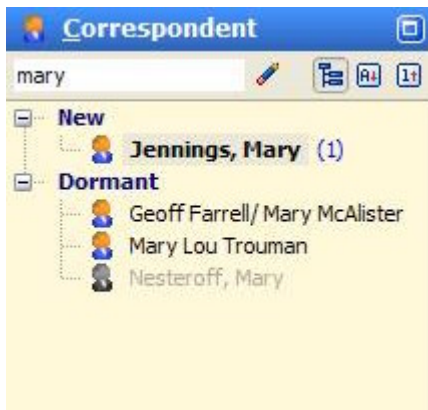 Correspondent
mary
New
Jennings, Mary (1)
Dormant
Geoff Farrell/ Mary McAlister
Mary Lou Trouman
Nesteroff, Mary